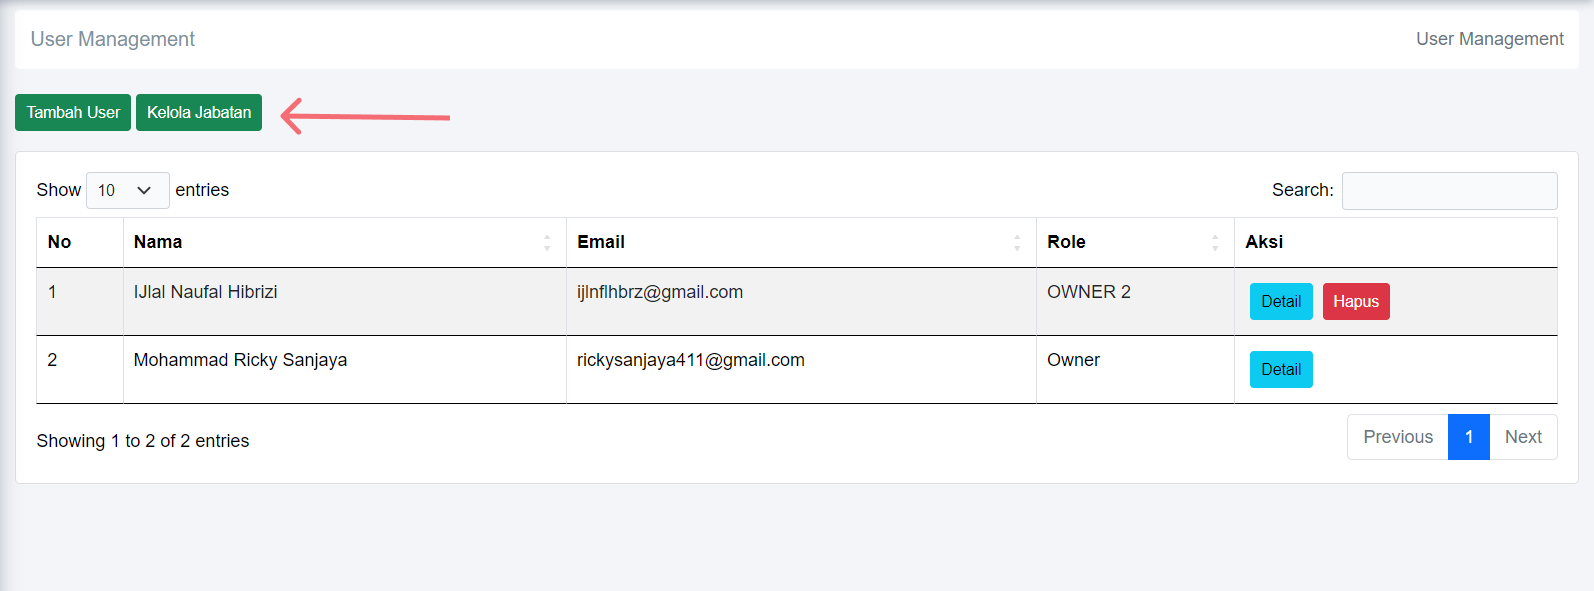 User Management User Management
Tambah User Kelola Jabatan
Show 10 entries Search:
No Nama Email Role Aksi
1 IJlal Naufal Hibrizi ijlnflhbrz@gmail.com OWNER 2 Detail Hapus
2 Mohammad Ricky Sanjaya rickysanjaya411@gmail.com Owner Detail
Showing 1 to 2 of 2 entries Previous 1 Next